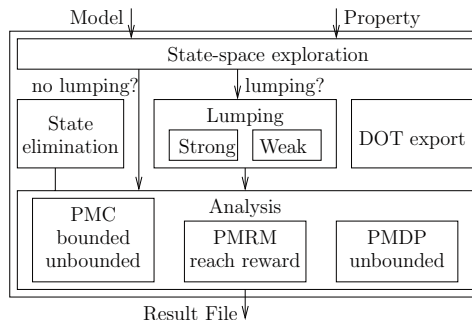 Model
Property
State-space exploration
no lumping?
lumping?
State
elimination
Lumping
Strong
Weak
DOT export
Analysis
PMC
bounded
unbounded
PMRM
reach reward
PMDP
unbounded
Result File